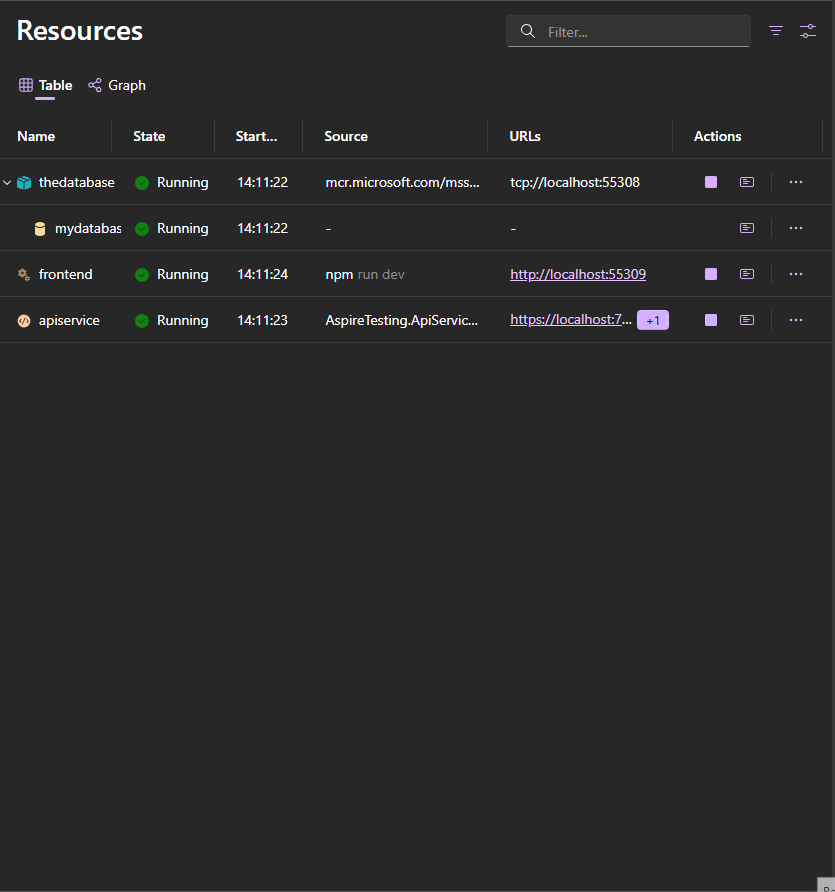 Resources
Filter...
Table Graph
Name State Start... Source URLs Actions
thedatabase Running 14:11:22 mcr.microsoft.com/mss... tcp://localhost:55308
mydatabas Running 14:11:22 - -
frontend Running 14:11:24 npm run dev http://localhost:55309
apiservice Running 14:11:23 AspireTesting.ApiServic... https://localhost:7... +1